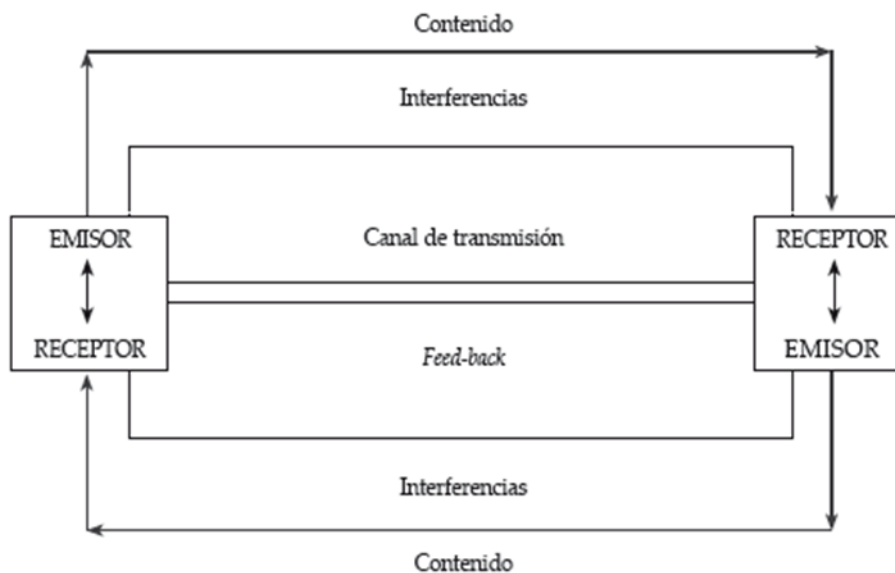 Contenido
Interferencias
EMISOR
Canal de transmisión
RECEPTOR
RECEPTOR
Feed-back
EMISOR
Interferencias
Contenido